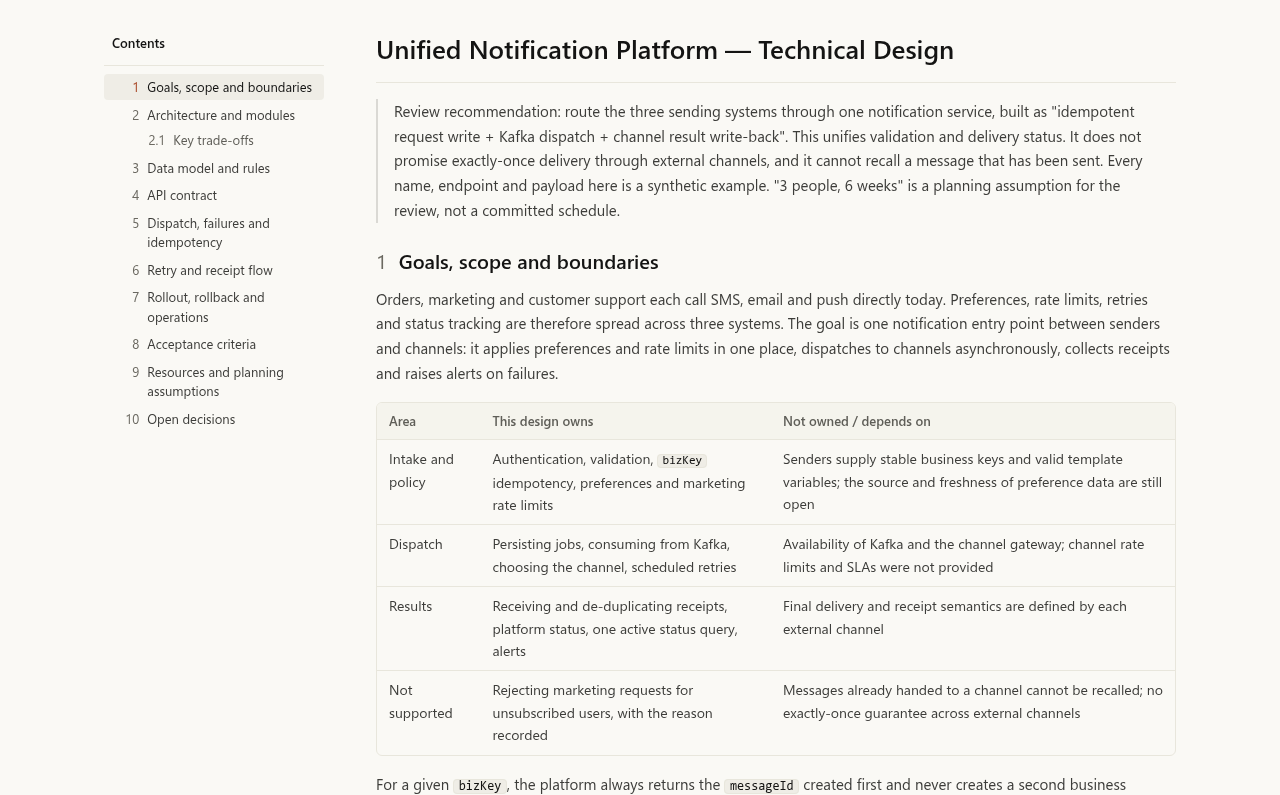 Contents
1 Goals, scope and boundaries
2 Architecture and modules
2.1 Key trade-offs
3 Data model and rules
4 API contract
5 Dispatch, failures and
idempotency
6 Retry and receipt flow
7 Rollout, rollback and
operations
8 Acceptance criteria
9 Resources and planning
assumptions
10 Open decisions
Unified Notification Platform — Technical Design
Review recommendation: route the three sending systems through one notification service, built as "idempotent
request write + Kafka dispatch + channel result write-back". This unifies validation and delivery status. It does not
promise exactly-once delivery through external channels, and it cannot recall a message that has been sent. Every
name, endpoint and payload here is a synthetic example. "3 people, 6 weeks" is a planning assumption for the
review, not a committed schedule.
1 Goals, scope and boundaries
Orders, marketing and customer support each call SMS, email and push directly today. Preferences, rate limits, retries
and status tracking are therefore spread across three systems. The goal is one notification entry point between senders
and channels: it applies preferences and rate limits in one place, dispatches to channels asynchronously, collects receipts
and raises alerts on failures.
Area This design owns Not owned / depends on
Intake and
policy
Authentication, validation, bizKey
idempotency, preferences and marketing
rate limits
Senders supply stable business keys and valid template
variables; the source and freshness of preference data are still
open
Dispatch
Persisting jobs, consuming from Kafka,
choosing the channel, scheduled retries
Availability of Kafka and the channel gateway; channel rate
limits and SLAs were not provided
Results
Receiving and de-duplicating receipts,
platform status, one active status query,
alerts
Final delivery and receipt semantics are defined by each
external channel
Not
supported
Rejecting marketing requests for
unsubscribed users, with the reason
recorded
Messages already handed to a channel cannot be recalled; no
exactly-once guarantee across external channels
For a given bizKey, the platform always returns the messageId created first and never creates a second business